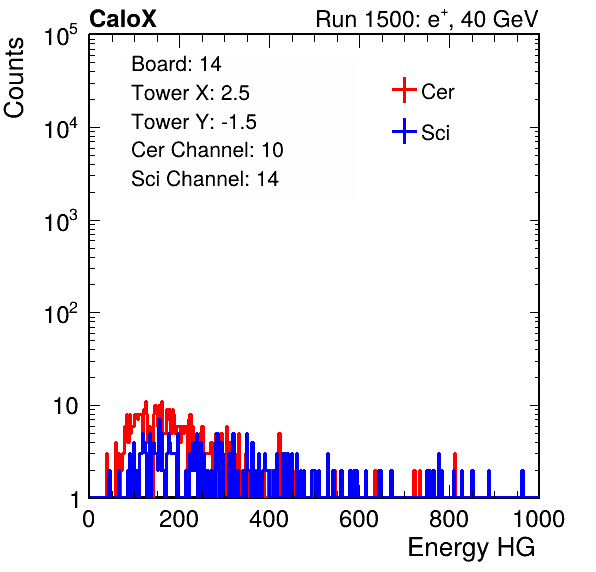 CaloX Run 1500: e⁺, 40 GeV
Counts
10⁵
10⁴
10³
10²
10
1
Board: 14
Tower X: 2.5
Tower Y: -1.5
Cer Channel: 10
Sci Channel: 14
Cer
Sci
0 200 400 600 800 1000
Energy HG